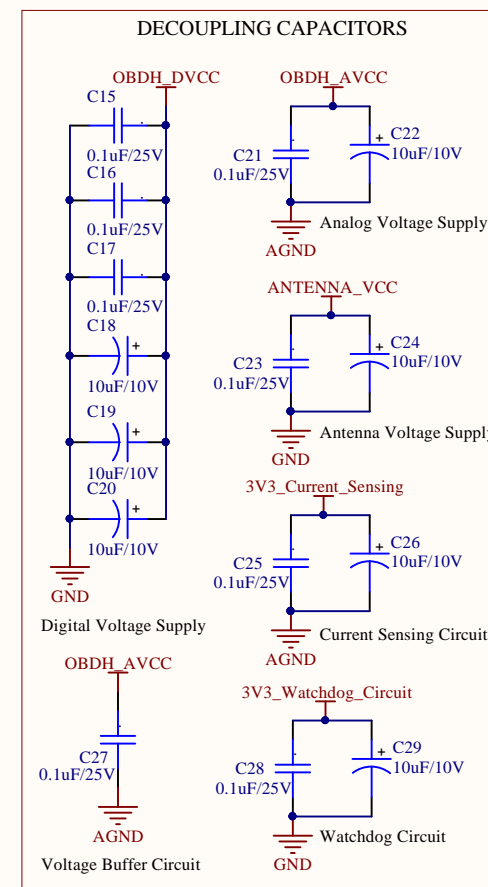 DECOUPLING CAPACITORS
OBDH_DVCC
C15
0.1uF/25V
C16
0.1uF/25V
C17
0.1uF/25V
C18
+
10uF/10V
C19
+
10uF/10V
C20
+
10uF/10V
GND
Digital Voltage Supply
OBDH_AVCC
C27
0.1uF/25V
AGND
Voltage Buffer Circuit
OBDH_AVCC
C21
0.1uF/25V
+
C22
10uF/10V
AGND
Analog Voltage Supply
ANTENNA_VCC
C23
0.1uF/25V
+
C24
10uF/10V
GND
Antenna Voltage Supply
3V3_Current_Sensing
C25
0.1uF/25V
+
C26
10uF/10V
AGND
Current Sensing Circuit
3V3_Watchdog_Circuit
C28
0.1uF/25V
+
C29
10uF/10V
GND
Watchdog Circuit